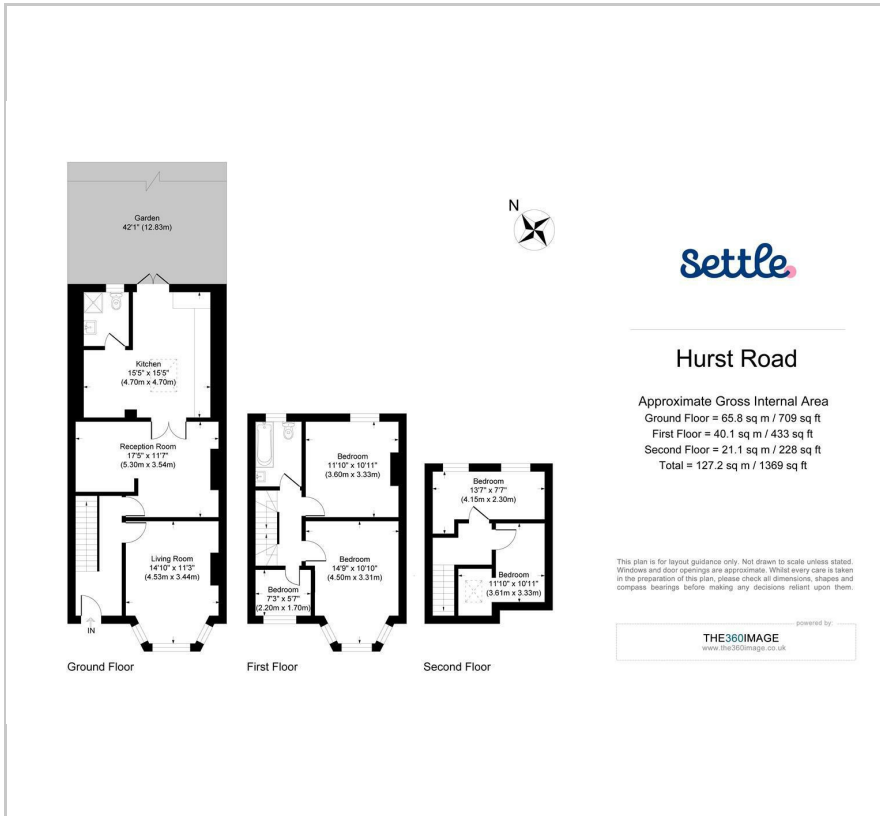 Garden
42'1" (12.83m)
N
Kitchen
15'5" x 15'5"
(4.70m x 4.70m)
Reception Room
17'5" x 11'7"
(5.30m x 3.54m)
Living Room
14'10" x 11'3"
(4.53m x 3.44m)
IN
Ground Floor
Bedroom
11'10" x 10'11"
(3.60m x 3.33m)
Bedroom
14'9" x 10'10"
(4.50m x 3.31m)
Bedroom
7'3" x 5'7"
(2.20m x 1.70m)
First Floor
Bedroom
13'7" x 7'7"
(4.15m x 2.30m)
Bedroom
11'10" x 10'11"
(3.61m x 3.33m)
Second Floor
Settle
Hurst Road
Approximate Gross Internal Area
Ground Floor = 65.8 sq m / 709 sq ft
First Floor = 40.1 sq m / 433 sq ft
Second Floor = 21.1 sq m / 228 sq ft
Total = 127.2 sq m / 1369 sq ft
This plan is for layout guidance only. Not drawn to scale unless stated.
Windows and door openings are approximate. Whilst every care is taken
in the preparation of this plan, please check all dimensions, shapes and
compass bearings before making any decisions reliant upon them.
powered by:
THE360IMAGE
www.the360image.co.uk